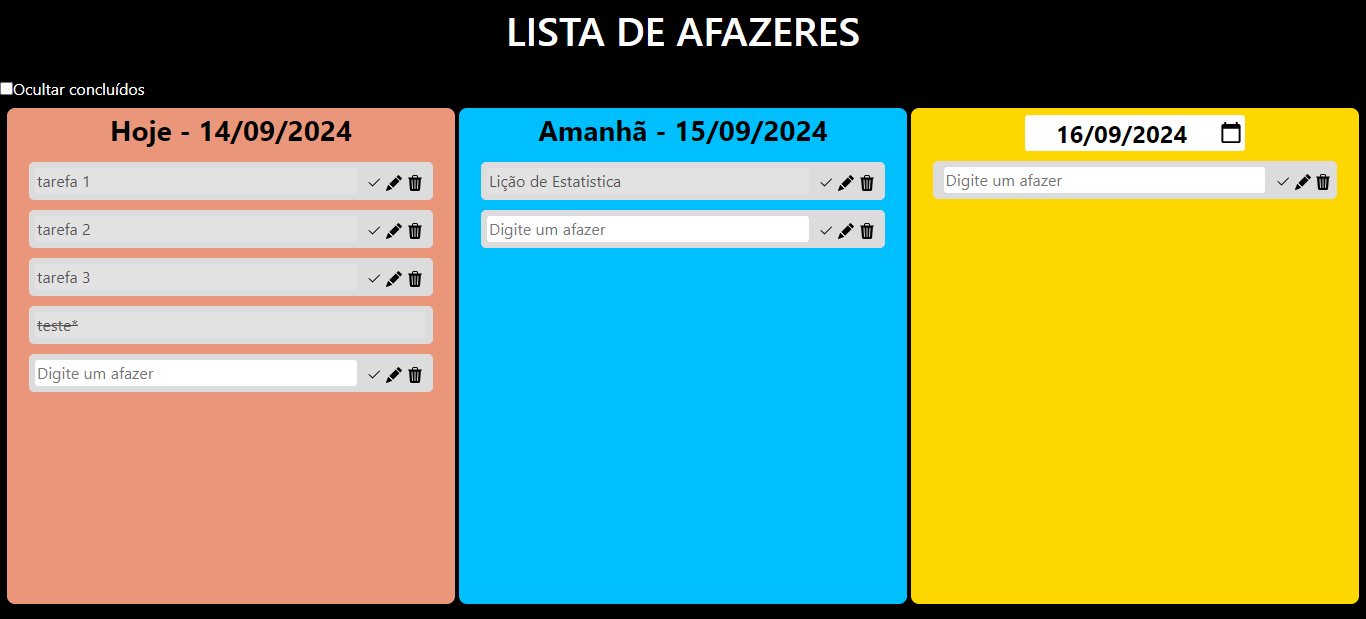 LISTA DE AFAZERES
Ocultar concluídos
Hoje - 14/09/2024
tarefa 1
tarefa 2
tarefa 3
teste*
Digite um afazer
Amanhã - 15/09/2024
Lição de Estatistica
Digite um afazer
16/09/2024
Digite um afazer